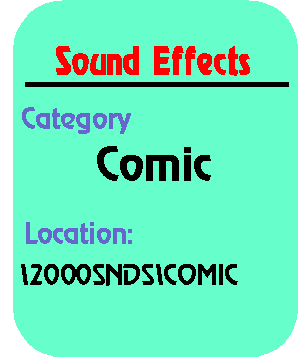 Sound Effects
Category
Comic
Location:
\2000SNDS\COMIC